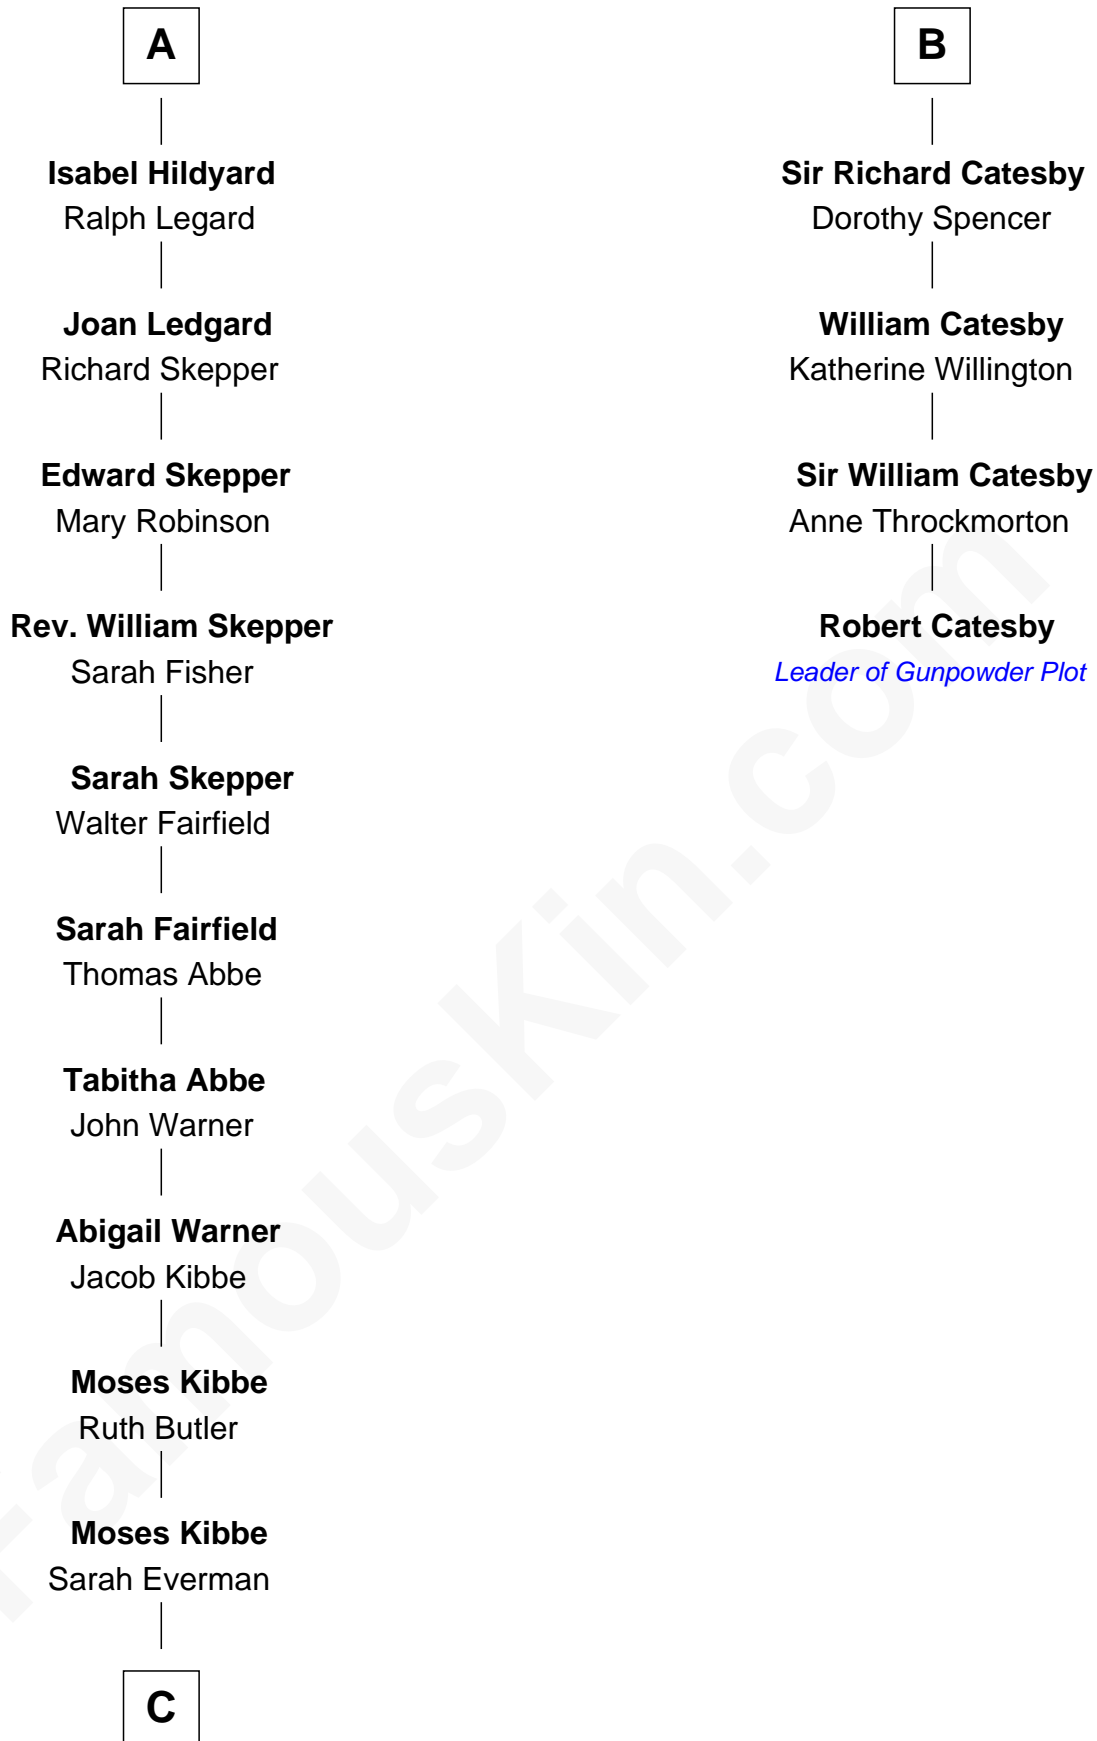 A
Isabel Hildyard
Ralph Legard
Joan Ledgard
Richard Skepper
Edward Skepper
Mary Robinson
Rev. William Skepper
Sarah Fisher
Sarah Skepper
Walter Fairfield
Sarah Fairfield
Thomas Abbe
Tabitha Abbe
John Warner
Abigail Warner
Jacob Kibbe
Moses Kibbe
Ruth Butler
Moses Kibbe
Sarah Everman
C
B
Sir Richard Catesby
Dorothy Spencer
William Catesby
Katherine Willington
Sir William Catesby
Anne Throckmorton
Robert Catesby
Leader of Gunpowder Plot
FamousKin.com